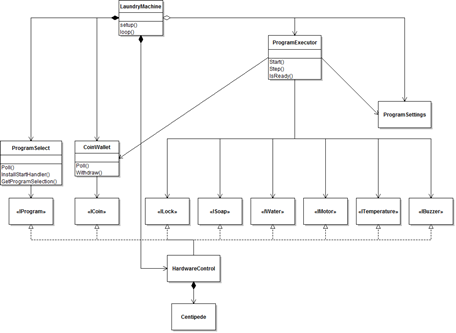 LaundryMachine
setup()
loop()
ProgramExecutor
Start()
Step()
IsReady()
ProgramSettings
ProgramSelect
Poll()
InstallStartHandler()
GetProgramSelection()
CoinWallet
Poll()
Withdraw()
«IProgram»
«ICoin»
«ILock»
«ISoap»
«IWater»
«IMotor»
«ITemperature»
«IBuzzer»
HardwareControl
Centipede